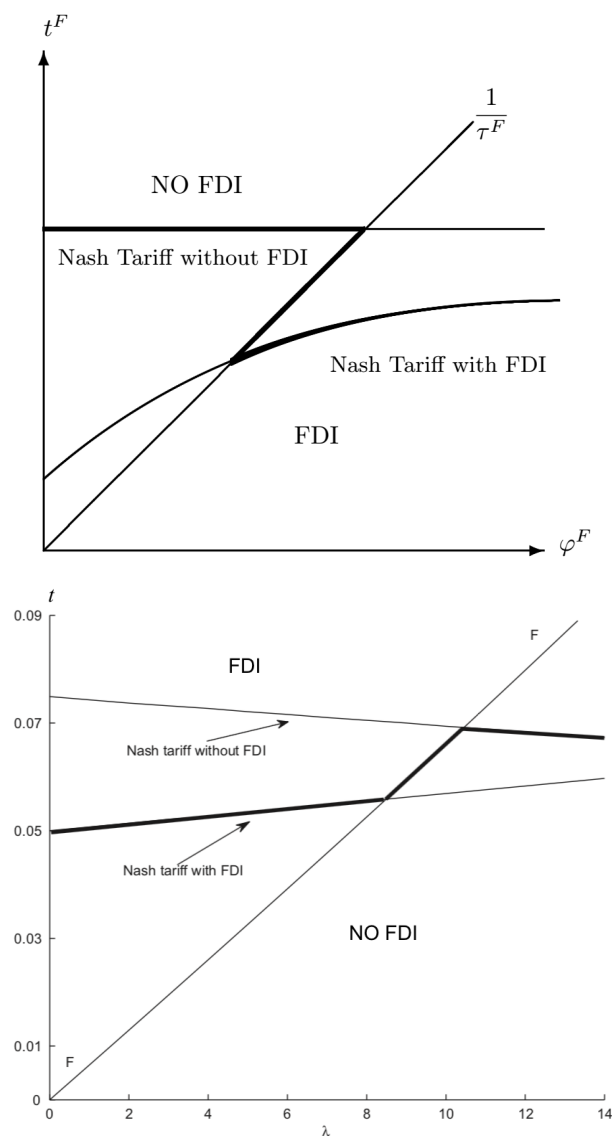 t^F
1
τ^F
NO FDI
Nash Tariff without FDI
Nash Tariff with FDI
FDI
φ^F
t
0.09
F
FDI
0.07
Nash tariff without FDI
0.05
Nash tariff with FDI
NO FDI
0.03
0.01
F
0
0
2
4
6
8
10
12
14
λ